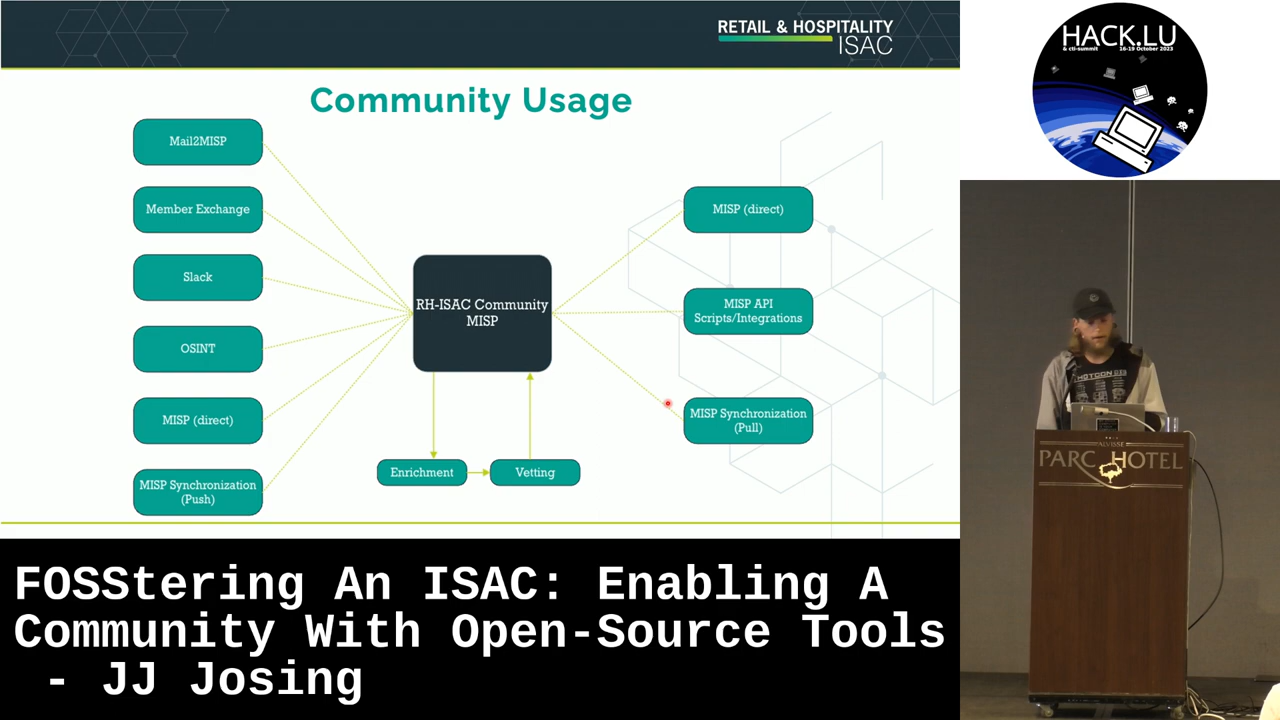 RETAIL & HOSPITALITY
ISAC
Community Usage
Mail2MISP
Member Exchange
Slack
OSINT
MISP (direct)
MISP Synchronization
(Push)
RH-ISAC Community
MISP
Enrichment
Vetting
MISP (direct)
MISP API
Scripts/Integrations
MISP Synchronization
(Pull)
HACK.LU
& cti-summit 16-19 October 2023
HOTCON
ALVISSE
PARC HOTEL
FOSStering An ISAC: Enabling A
Community With Open-Source Tools
- JJ Josing